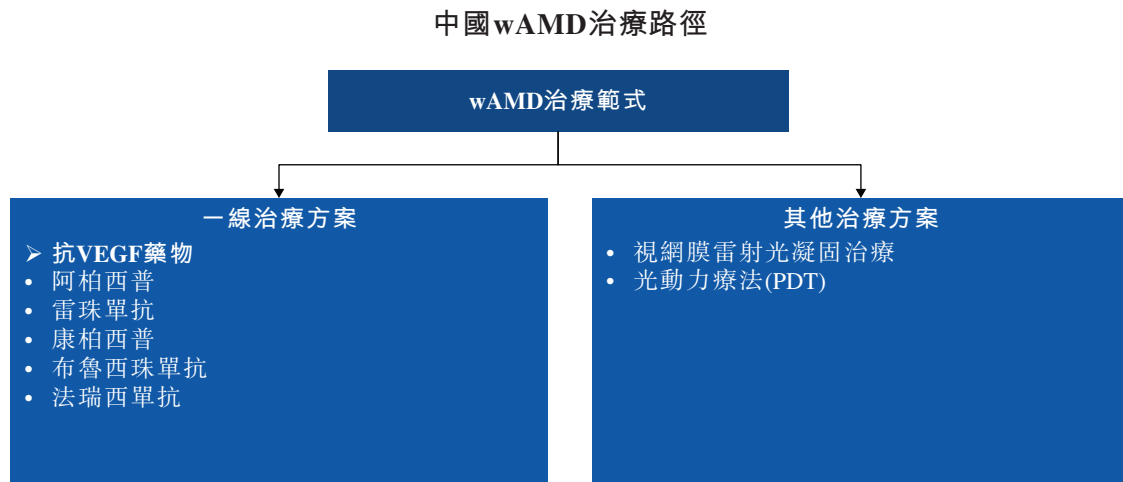 中國wAMD治療路徑
wAMD治療範式
一線治療方案
➢ 抗VEGF藥物
• 阿柏西普
• 雷珠單抗
• 康柏西普
• 布魯西珠單抗
• 法瑞西單抗
其他治療方案
• 視網膜雷射光凝固治療
• 光動力療法(PDT)